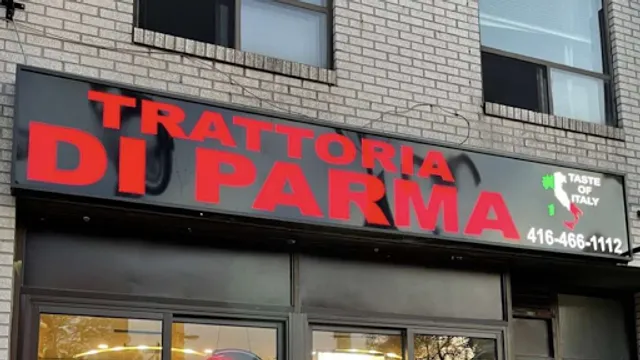 TRATTORIA
DI PARMA
TASTE
OF
ITALY
416-466-1112